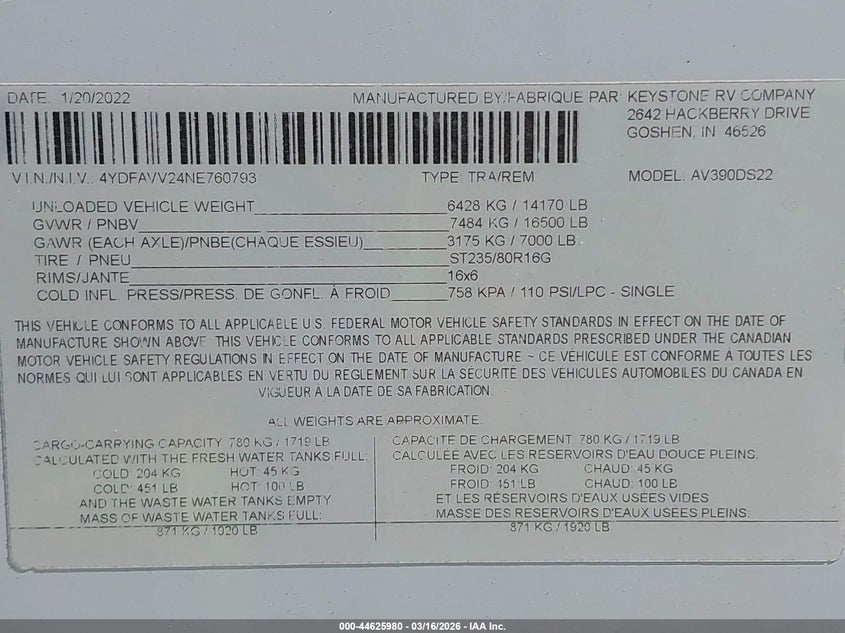 DATE: 1/20/2022 MANUFACTURED BY/FABRIQUE PAR: KEYSTONE RV COMPANY
2642 HACKBERRY DRIVE
GOSHEN, IN 46526
V.I.N./N.I.V.: 4YDFAVV24NE760793 TYPE: TRA/REM MODEL: AV390DS22
UNLOADED VEHICLE WEIGHT 6428 KG / 14170 LB
GVWR / PNBV 7484 KG / 16500 LB
GAWR (EACH AXLE)/PNBE(CHAQUE ESSIEU) 3175 KG / 7000 LB
TIRE / PNEU ST235/80R16G
RIMS/JANTE 16x6
COLD INFL. PRESS/PRESS. DE GONFL. À FROID 758 KPA / 110 PSI/LPC - SINGLE
THIS VEHICLE CONFORMS TO ALL APPLICABLE U.S. FEDERAL MOTOR VEHICLE SAFETY STANDARDS IN EFFECT ON THE DATE OF
MANUFACTURE SHOWN ABOVE. THIS VEHICLE CONFORMS TO ALL APPLICABLE STANDARDS PRESCRIBED UNDER THE CANADIAN
MOTOR VEHICLE SAFETY REGULATIONS IN EFFECT ON THE DATE OF MANUFACTURE ~ CE VÉHICULE EST CONFORME À TOUTES LES
NORMES QUI LUI SONT APPLICABLES EN VERTU DU RÈGLEMENT SUR LA SÉCURITÉ DES VÉHICULES AUTOMOBILES DU CANADA EN
VIGUEUR A LA DATE DE SA FABRICATION.
ALL WEIGHTS ARE APPROXIMATE.
CARGO-CARRYING CAPACITY 780 KG / 1719 LB
CALCULATED WITH THE FRESH WATER TANKS FULL:
COLD: 204 KG HOT: 45 KG
COLD: 451 LB HOT: 100 LB
AND THE WASTE WATER TANKS EMPTY
MASS OF WASTE WATER TANKS FULL:
871 KG / 1920 LB
CAPACITE DE CHARGEMENT 780 KG / 1719 LB
CALCULÉE AVEC LES RÉSERVOIRS D'EAU DOUCE PLEINS.
FROID: 204 KG CHAUD: 45 KG
FROID: 451 LB CHAUD: 100 LB
ET LES RÉSERVOIRS D'EAUX USÉES VIDES
MASSE DES RÉSERVOIRS D'EAUX USÉES PLEINS:
871 KG / 1920 LB
000-44625980 - 03/16/2026 - IAA Inc.